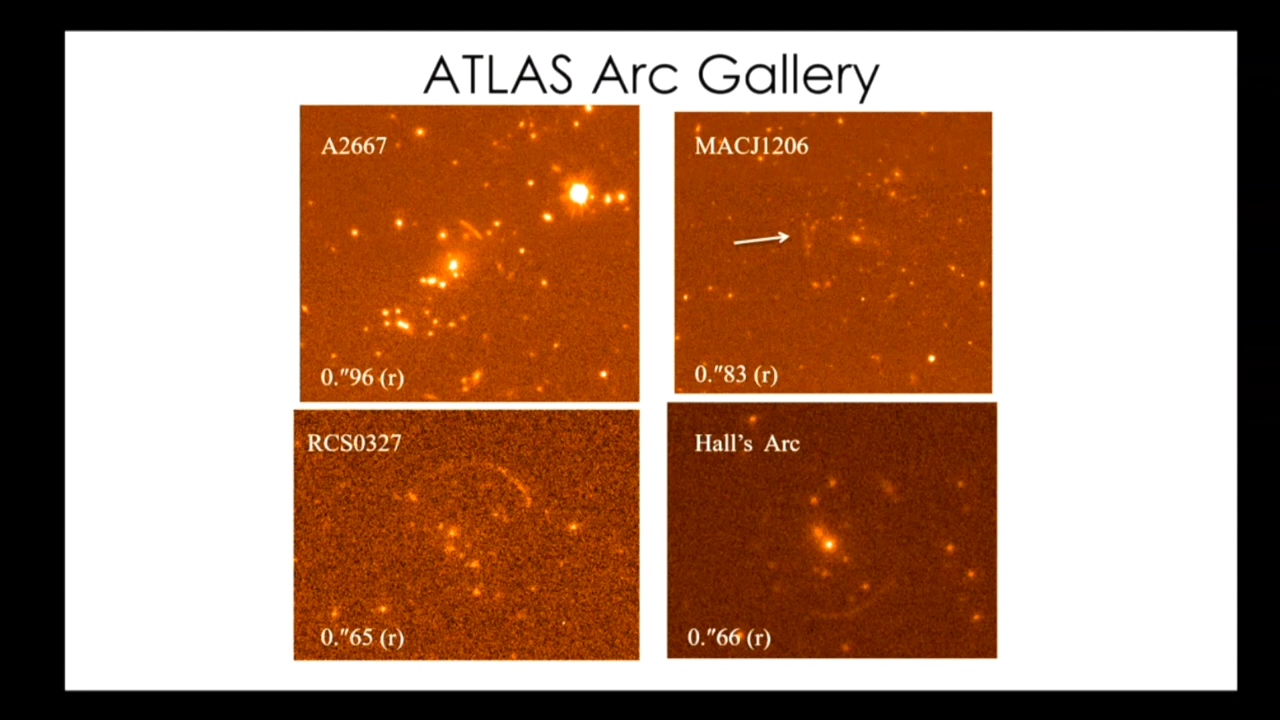 ATLAS Arc Gallery
A2667
MACJ1206
0."96 (r)
0."83 (r)
RCS0327
Hall's Arc
0."65 (r)
0."66 (r)